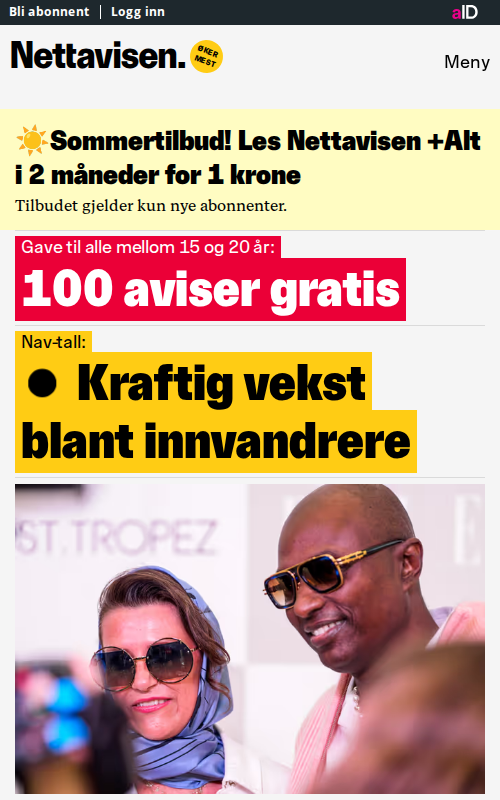 Bli abonnent | Logg inn
aID
Nettavisen.
ØKER
MEST
Meny
☀️Sommertilbud! Les Nettavisen +Alt
i 2 måneder for 1 krone
Tilbudet gjelder kun nye abonnenter.
Gave til alle mellom 15 og 20 år:
100 aviser gratis
Nav-tall:
● Kraftig vekst
blant innvandrere
ST.TROPEZ